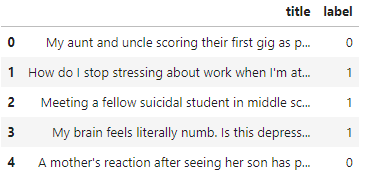 title label
0 My aunt and uncle scoring their first gig as p... 0
1 How do I stop stressing about work when I'm at... 1
2 Meeting a fellow suicidal student in middle sc... 1
3 My brain feels literally numb. Is this depress... 1
4 A mother's reaction after seeing her son has p... 0